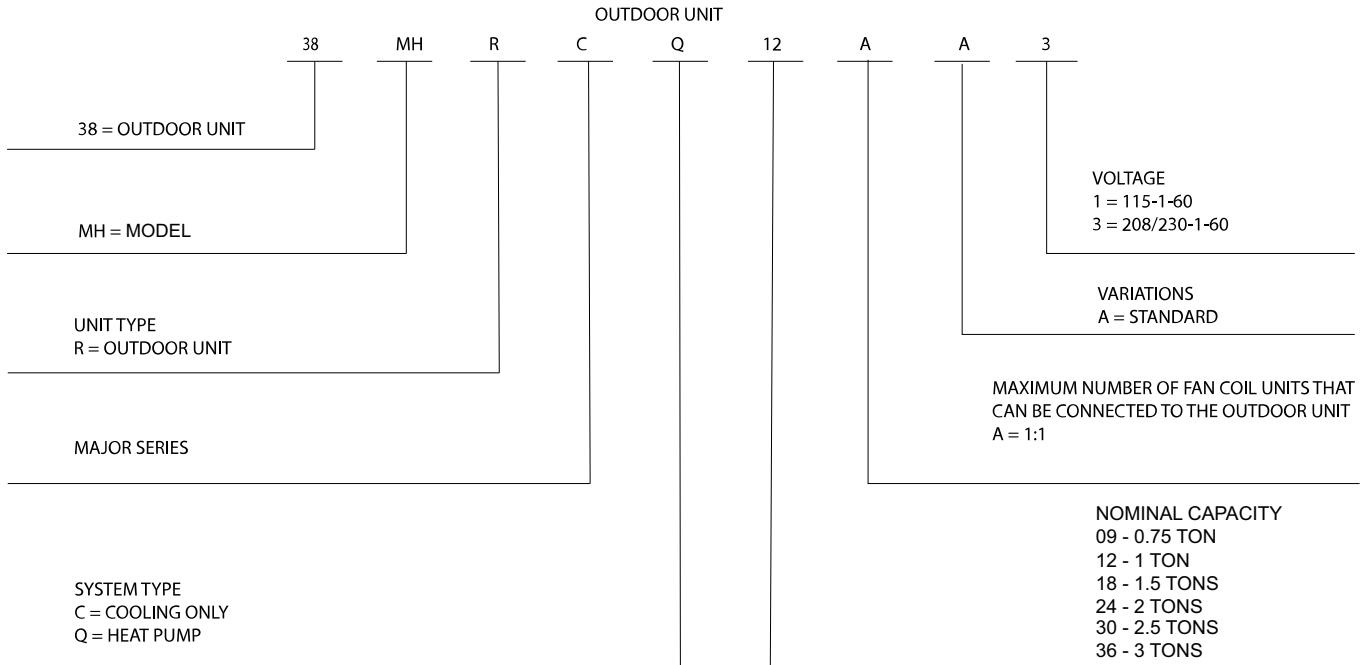 OUTDOOR UNIT
38 MH R C Q 12 A A 3
38 = OUTDOOR UNIT
MH = MODEL
UNIT TYPE
R = OUTDOOR UNIT
MAJOR SERIES
SYSTEM TYPE
C = COOLING ONLY
Q = HEAT PUMP
VOLTAGE
1 = 115-1-60
3 = 208/230-1-60
VARIATIONS
A = STANDARD
MAXIMUM NUMBER OF FAN COIL UNITS THAT
CAN BE CONNECTED TO THE OUTDOOR UNIT
A = 1:1
NOMINAL CAPACITY
09 - 0.75 TON
12 - 1 TON
18 - 1.5 TONS
24 - 2 TONS
30 - 2.5 TONS
36 - 3 TONS